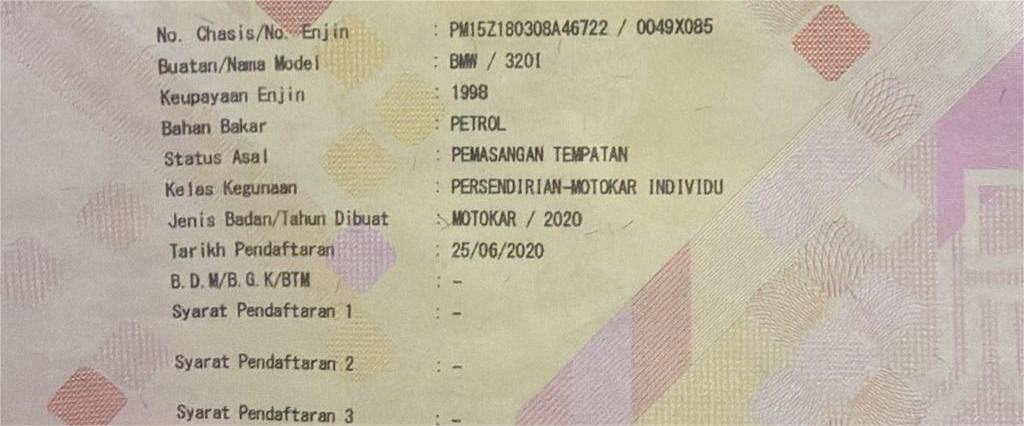 No. Chasis/No. Enjin : PM15Z180308A46722 / 0049X085
Buatan/Nama Model : BMW / 320I
Keupayaan Enjin : 1998
Bahan Bakar : PETROL
Status Asal : PEMASANGAN TEMPATAN
Kelas Kegunaan : PERSENDIRIAN-MOTOKAR INDIVIDU
Jenis Badan/Tahun Dibuat : MOTOKAR / 2020
Tarikh Pendaftaran : 25/06/2020
B.D.M/B.G.K/BTM : -
Syarat Pendaftaran 1 : -
Syarat Pendaftaran 2 : -
Syarat Pendaftaran 3 : -